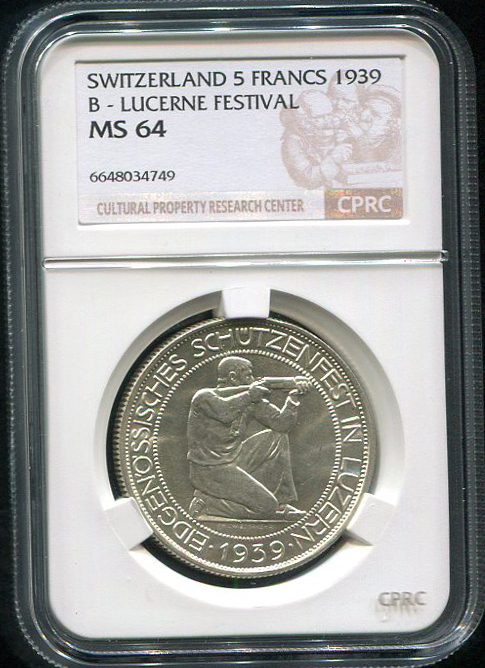 SWITZERLAND 5 FRANCS 1939
B - LUCERNE FESTIVAL
MS 64
6648034749
CULTURAL PROPERTY RESEARCH CENTER CPRC
EIDGENÖSSISCHES SCHÜTZENFEST IN LUZERN
· 1939 ·
CPRC